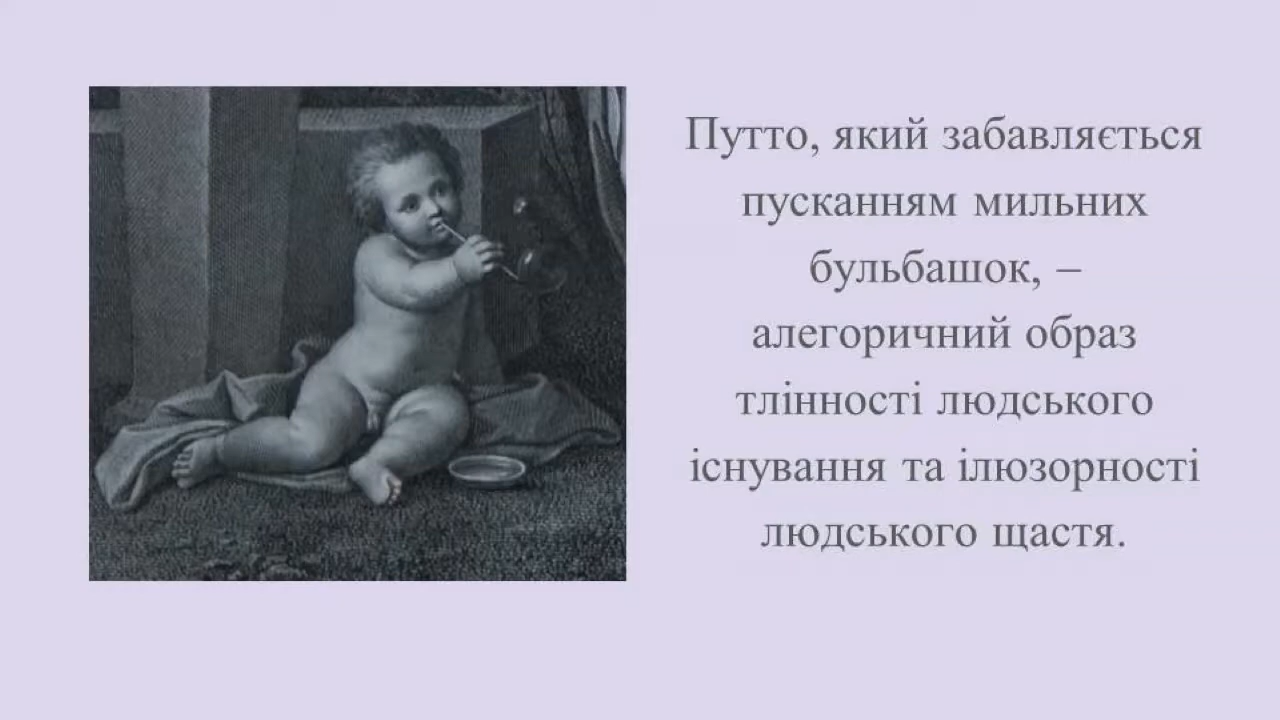 Путто, який забавляється
пусканням мильних
бульбашок, –
алегоричний образ
тлінності людського
існування та ілюзорності
людського щастя.